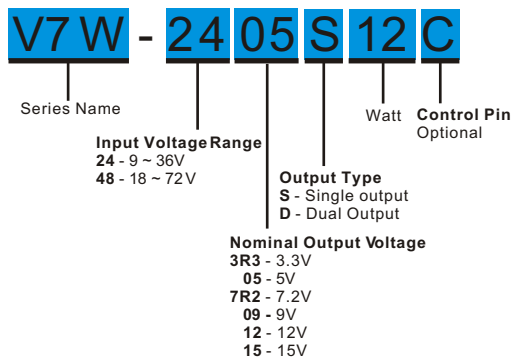 V7W-2405S12C
Series Name
Watt
Control Pin
Optional
Input Voltage Range
24 - 9 ~ 36V
48 - 18 ~ 72V
Output Type
S - Single output
D - Dual Output
Nominal Output Voltage
3R3 - 3.3V
05 - 5V
7R2 - 7.2V
09 - 9V
12 - 12V
15 - 15V